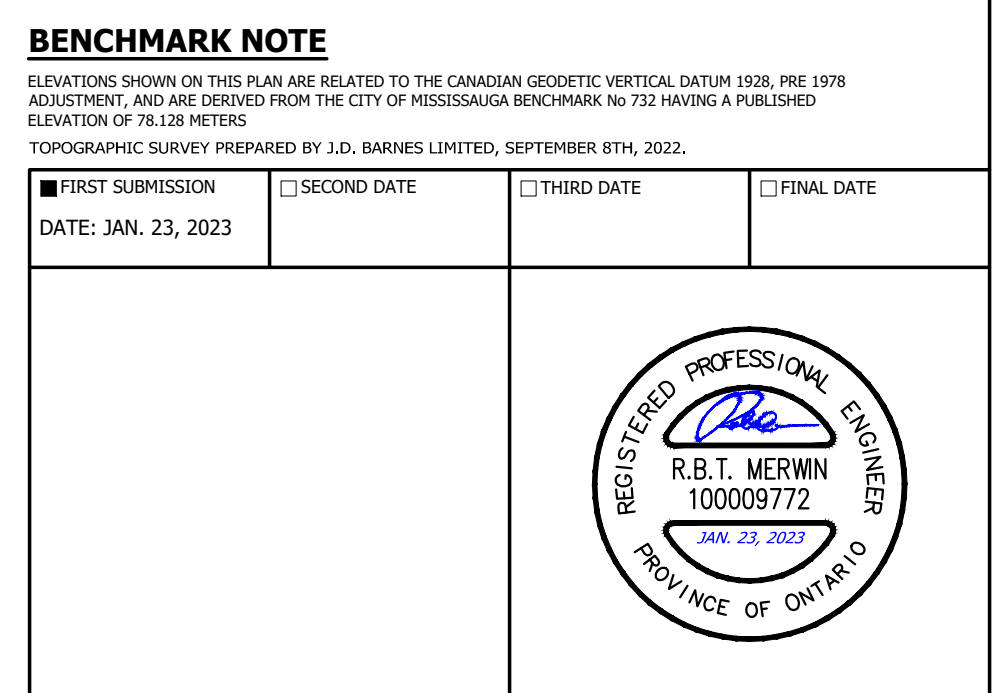 BENCHMARK NOTE
ELEVATIONS SHOWN ON THIS PLAN ARE RELATED TO THE CANADIAN GEODETIC VERTICAL DATUM 1928, PRE 1978
ADJUSTMENT, AND ARE DERIVED FROM THE CITY OF MISSISSAUGA BENCHMARK No 732 HAVING A PUBLISHED
ELEVATION OF 78.128 METERS
TOPOGRAPHIC SURVEY PREPARED BY J.D. BARNES LIMITED, SEPTEMBER 8TH, 2022.
FIRST SUBMISSION
DATE: JAN. 23, 2023
SECOND DATE
THIRD DATE
FINAL DATE
REGISTERED PROFESSIONAL ENGINEER
R.B.T. MERWIN
100009772
JAN. 23, 2023
PROVINCE OF ONTARIO